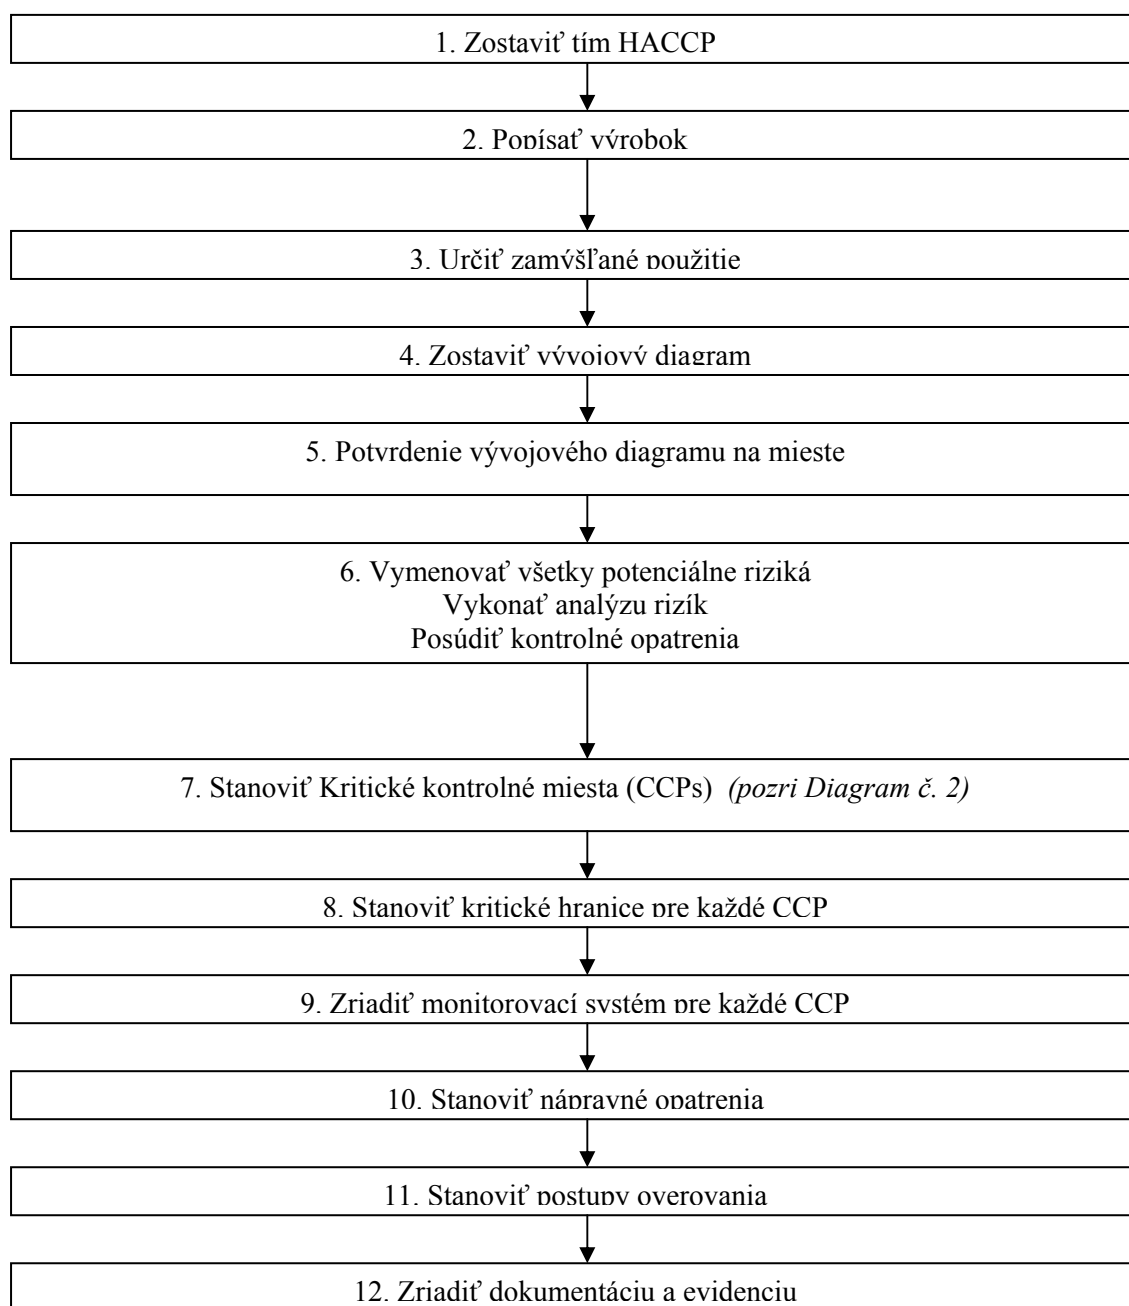 1. Zostaviť tím HACCP
2. Popísať výrobok
3. Určiť zamýšľané použitie
4. Zostaviť vývojový diagram
5. Potvrdenie vývojového diagramu na mieste
6. Vymenovať všetky potenciálne riziká
Vykonať analýzu rizík
Posúdiť kontrolné opatrenia
7. Stanoviť Kritické kontrolné miesta (CCPs) (pozri Diagram č. 2)
8. Stanoviť kritické hranice pre každé CCP
9. Zriadiť monitorovací systém pre každé CCP
10. Stanoviť nápravné opatrenia
11. Stanoviť postupy overovania
12. Zriadiť dokumentáciu a evidenciu